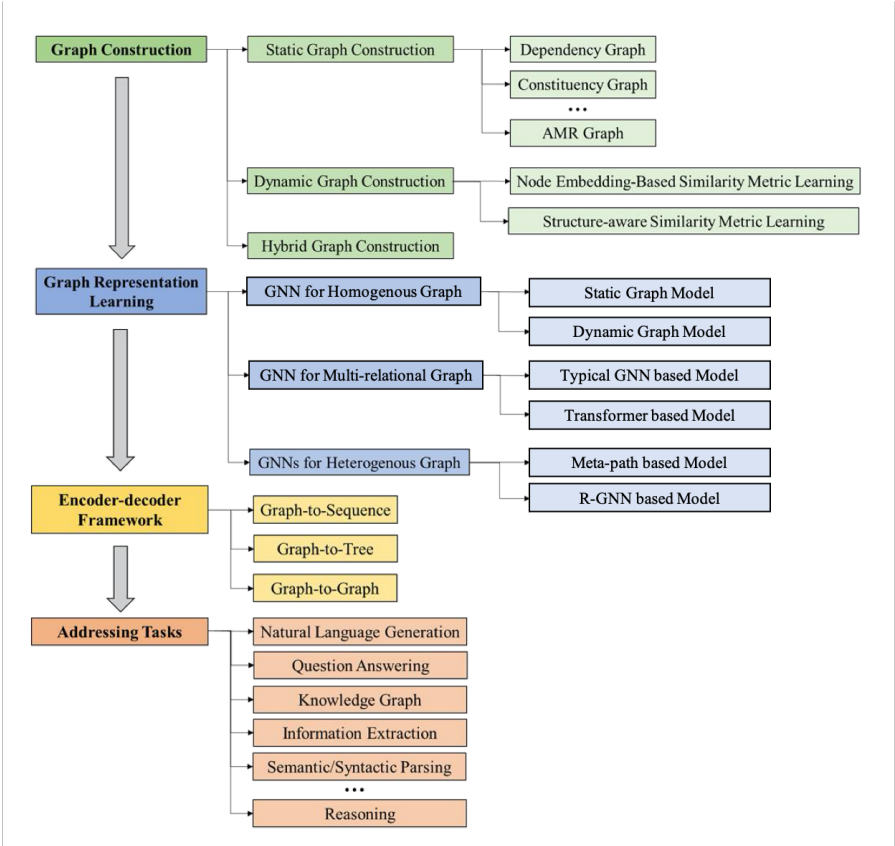 Graph Construction
Static Graph Construction
Dependency Graph
Constituency Graph
...
AMR Graph
Dynamic Graph Construction
Node Embedding-Based Similarity Metric Learning
Structure-aware Similarity Metric Learning
Hybrid Graph Construction
Graph Representation
Learning
GNN for Homogenous Graph
Static Graph Model
Dynamic Graph Model
GNN for Multi-relational Graph
Typical GNN based Model
Transformer based Model
GNNs for Heterogenous Graph
Meta-path based Model
R-GNN based Model
Encoder-decoder
Framework
Graph-to-Sequence
Graph-to-Tree
Graph-to-Graph
Addressing Tasks
Natural Language Generation
Question Answering
Knowledge Graph
Information Extraction
Semantic/Syntactic Parsing
...
Reasoning